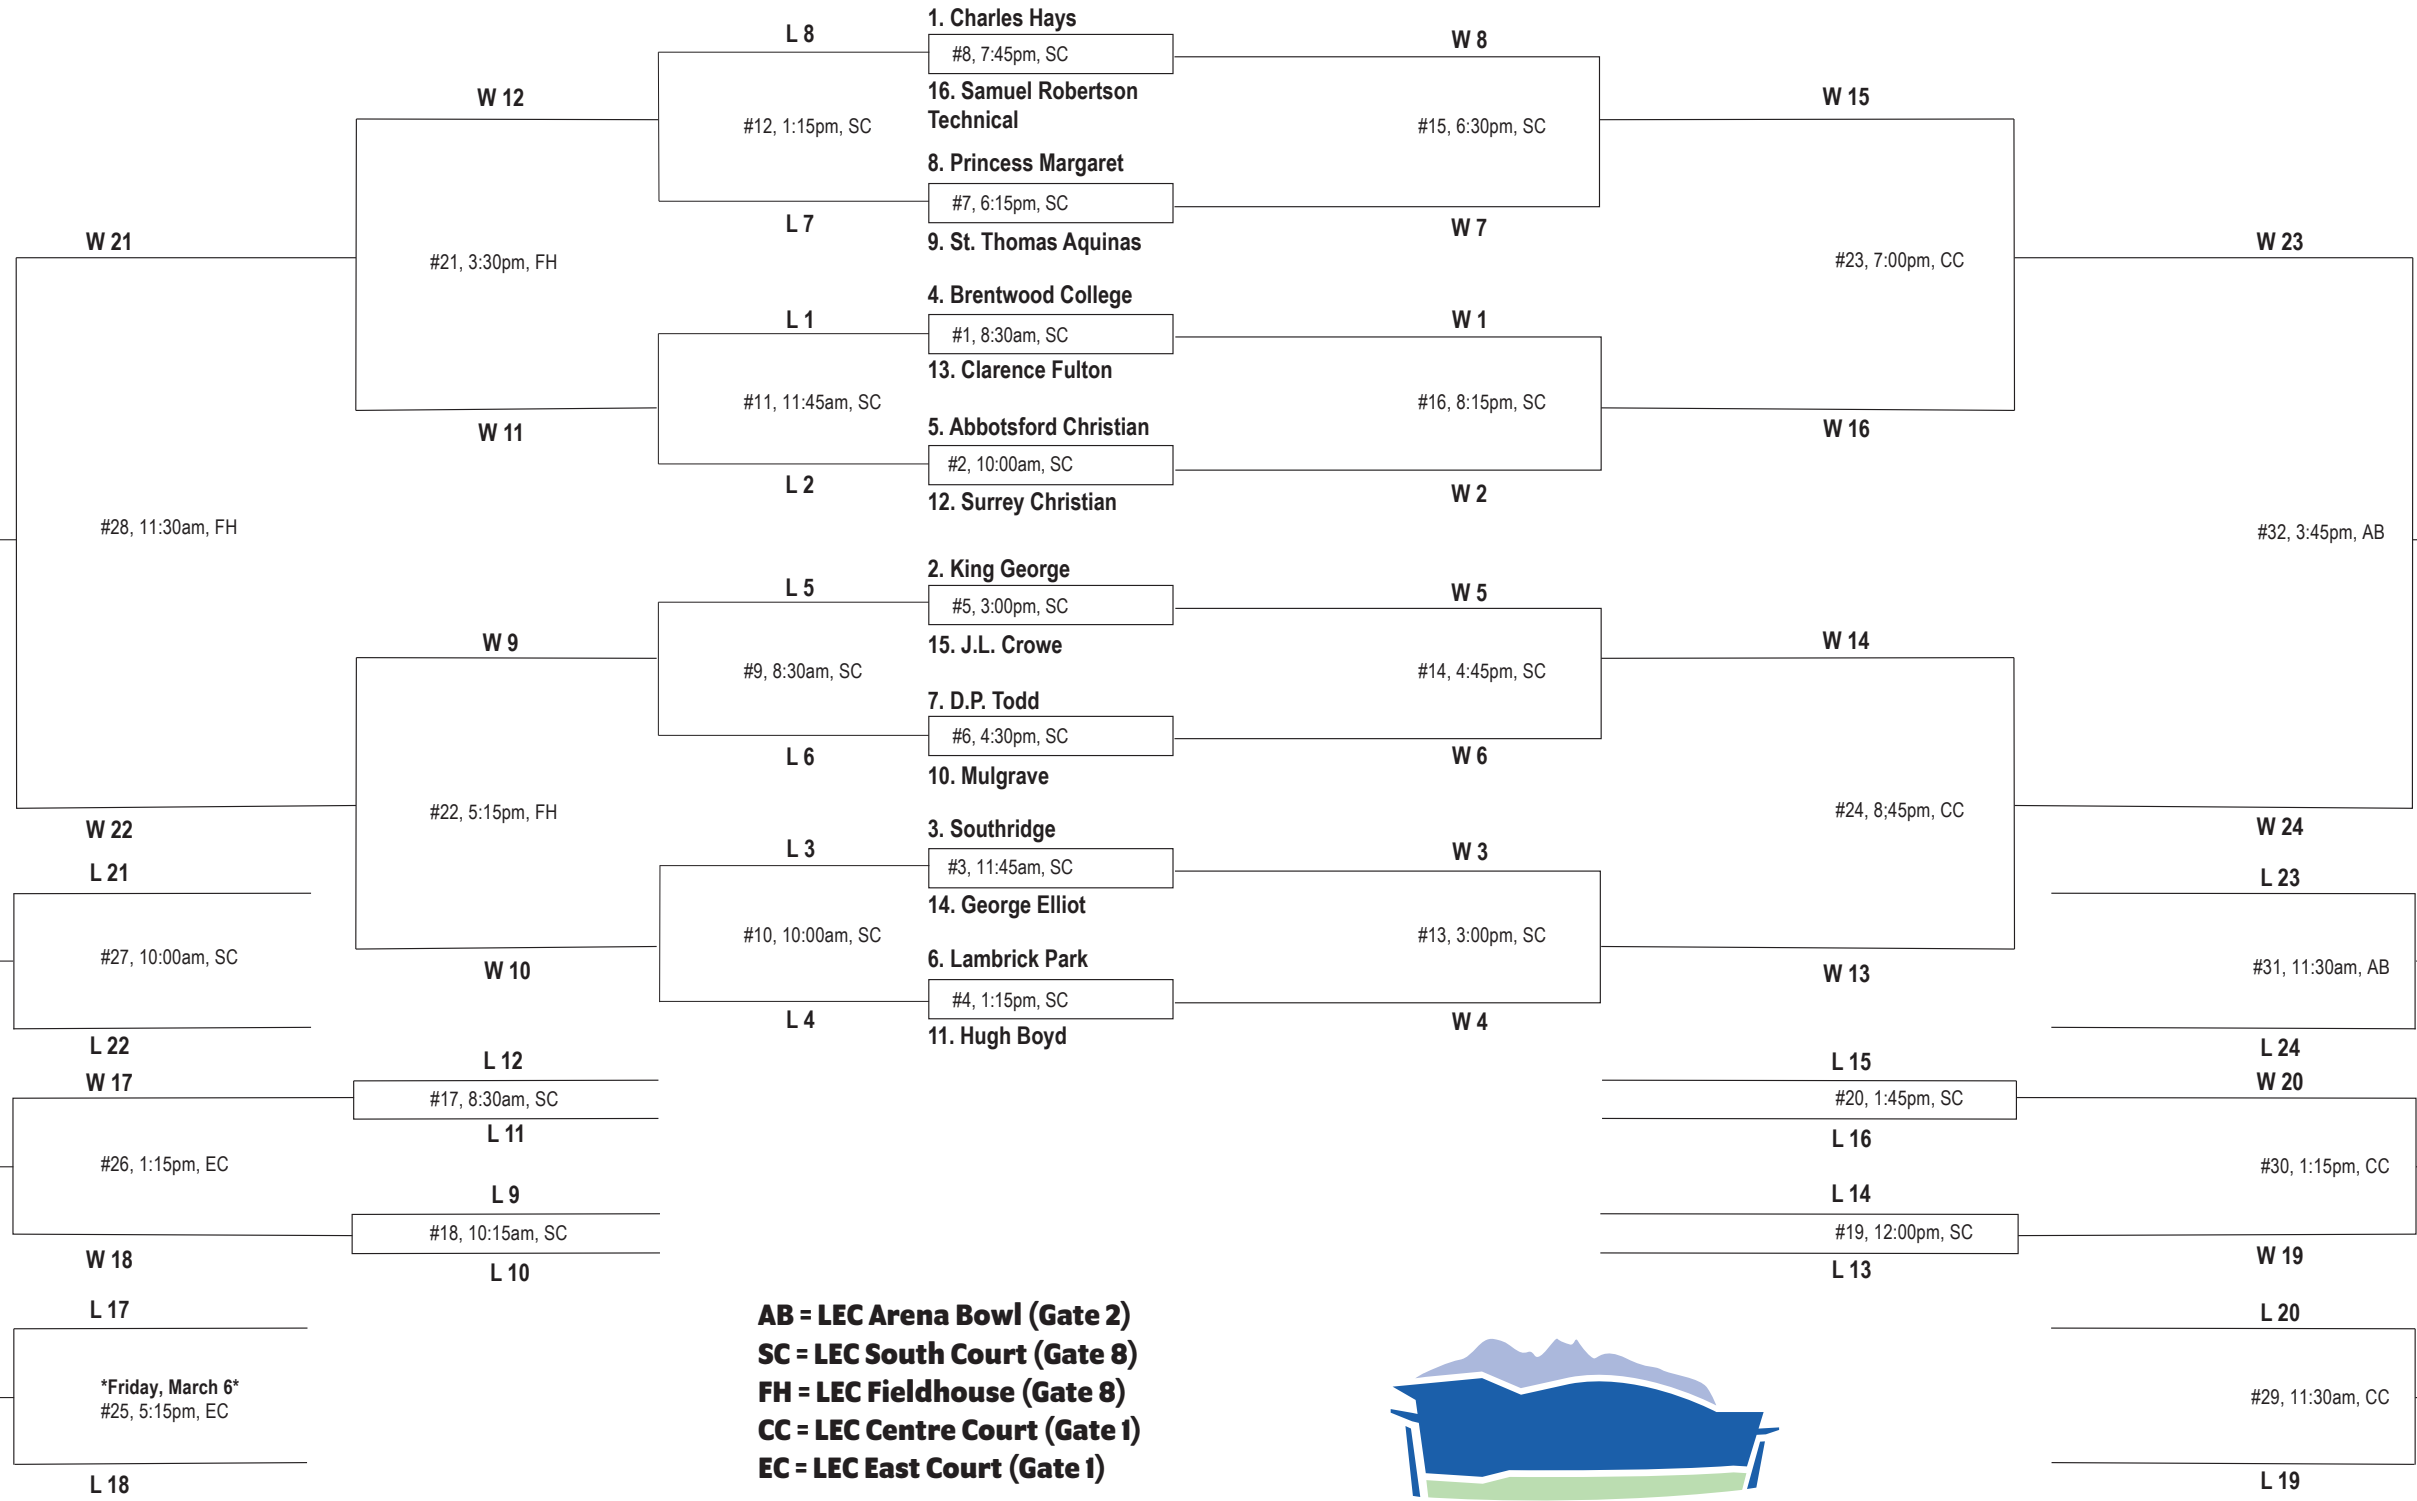 1. Charles Hays
L 8
#8, 7:45pm, SC
W 8
16. Samuel Robertson
Technical
W 12
#12, 1:15pm, SC
#15, 6:30pm, SC
W 15
8. Princess Margaret
#7, 6:15pm, SC
L 7
W 7
9. St. Thomas Aquinas
W 21
#21, 3:30pm, FH
#23, 7:00pm, CC
W 23
4. Brentwood College
L 1
#1, 8:30am, SC
W 1
13. Clarence Fulton
#11, 11:45am, SC
#16, 8:15pm, SC
W 11
W 16
5. Abbotsford Christian
#2, 10:00am, SC
L 2
W 2
12. Surrey Christian
#28, 11:30am, FH
#32, 3:45pm, AB
2. King George
L 5
#5, 3:00pm, SC
W 5
15. J.L. Crowe
W 9
#9, 8:30am, SC
#14, 4:45pm, SC
W 14
7. D.P. Todd
#6, 4:30pm, SC
L 6
W 6
10. Mulgrave
W 22
#22, 5:15pm, FH
#24, 8;45pm, CC
W 24
3. Southridge
L 3
#3, 11:45am, SC
W 3
14. George Elliot
L 21
L 23
#10, 10:00am, SC
#13, 3:00pm, SC
#27, 10:00am, SC
W 10
W 13
#31, 11:30am, AB
6. Lambrick Park
#4, 1:15pm, SC
L 4
W 4
11. Hugh Boyd
L 22
L 24
W 17
L 12
#17, 8:30am, SC
L 11
L 15
#20, 1:45pm, SC
L 16
W 20
#26, 1:15pm, EC
#30, 1:15pm, CC
L 9
#18, 10:15am, SC
L 10
L 14
#19, 12:00pm, SC
L 13
W 18
W 19
L 17
*Friday, March 6*
#25, 5:15pm, EC
L 18
AB = LEC Arena Bowl (Gate 2)
SC = LEC South Court (Gate 8)
FH = LEC Fieldhouse (Gate 8)
CC = LEC Centre Court (Gate 1)
EC = LEC East Court (Gate 1)
L 20
#29, 11:30am, CC
L 19